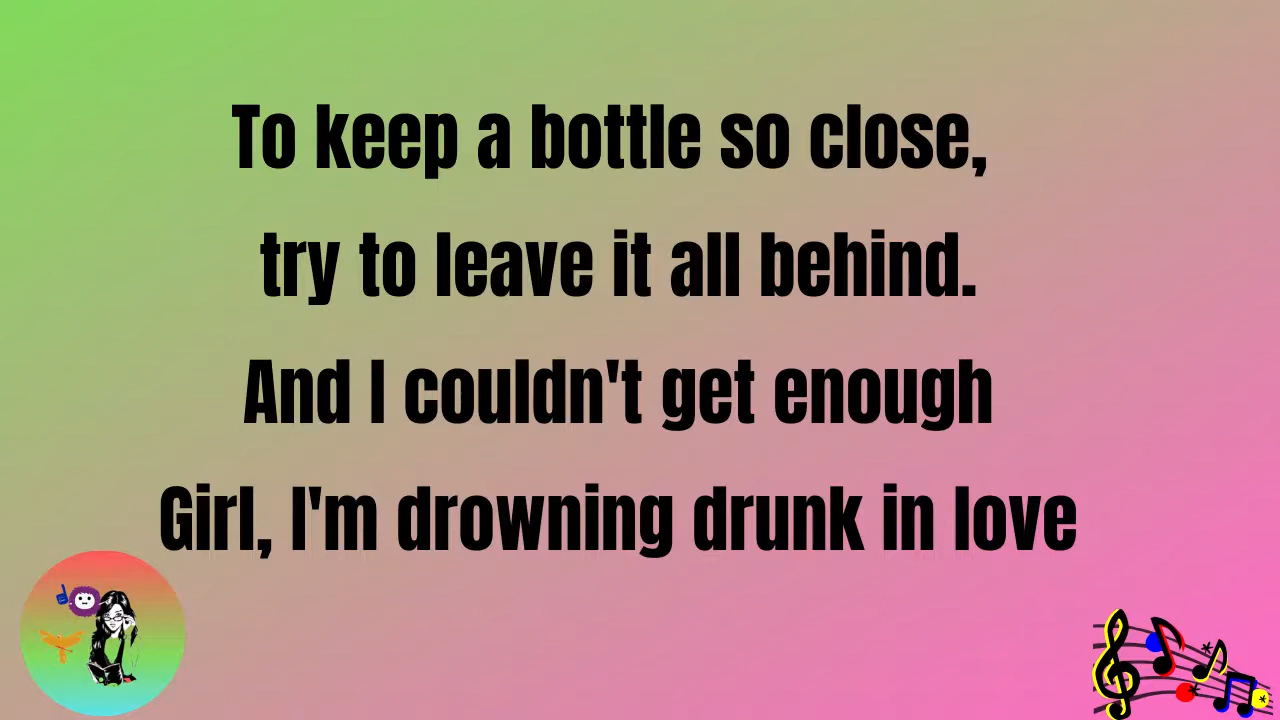 To keep a bottle so close,
try to leave it all behind.
And I couldn't get enough
Girl, I'm drowning drunk in love